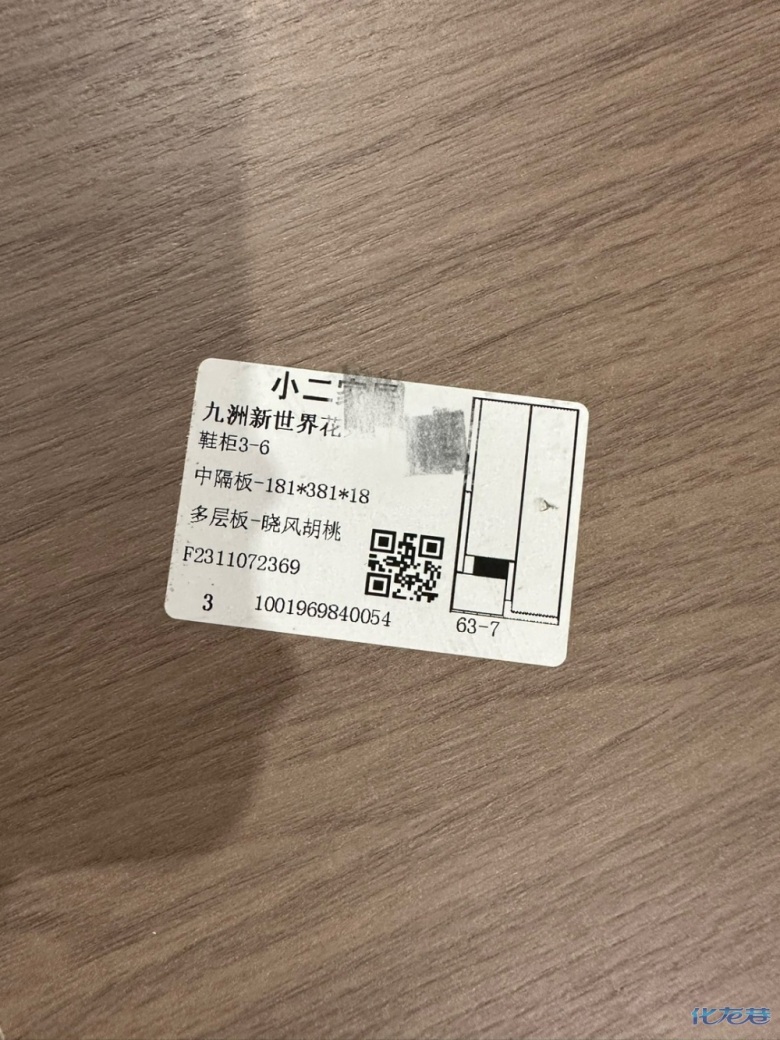 小二
九洲新世界花
鞋柜3-6
中隔板-181*381*18
多层板-晓风胡桃
F2311072369
3 1001969840054
63-7
化龙巷